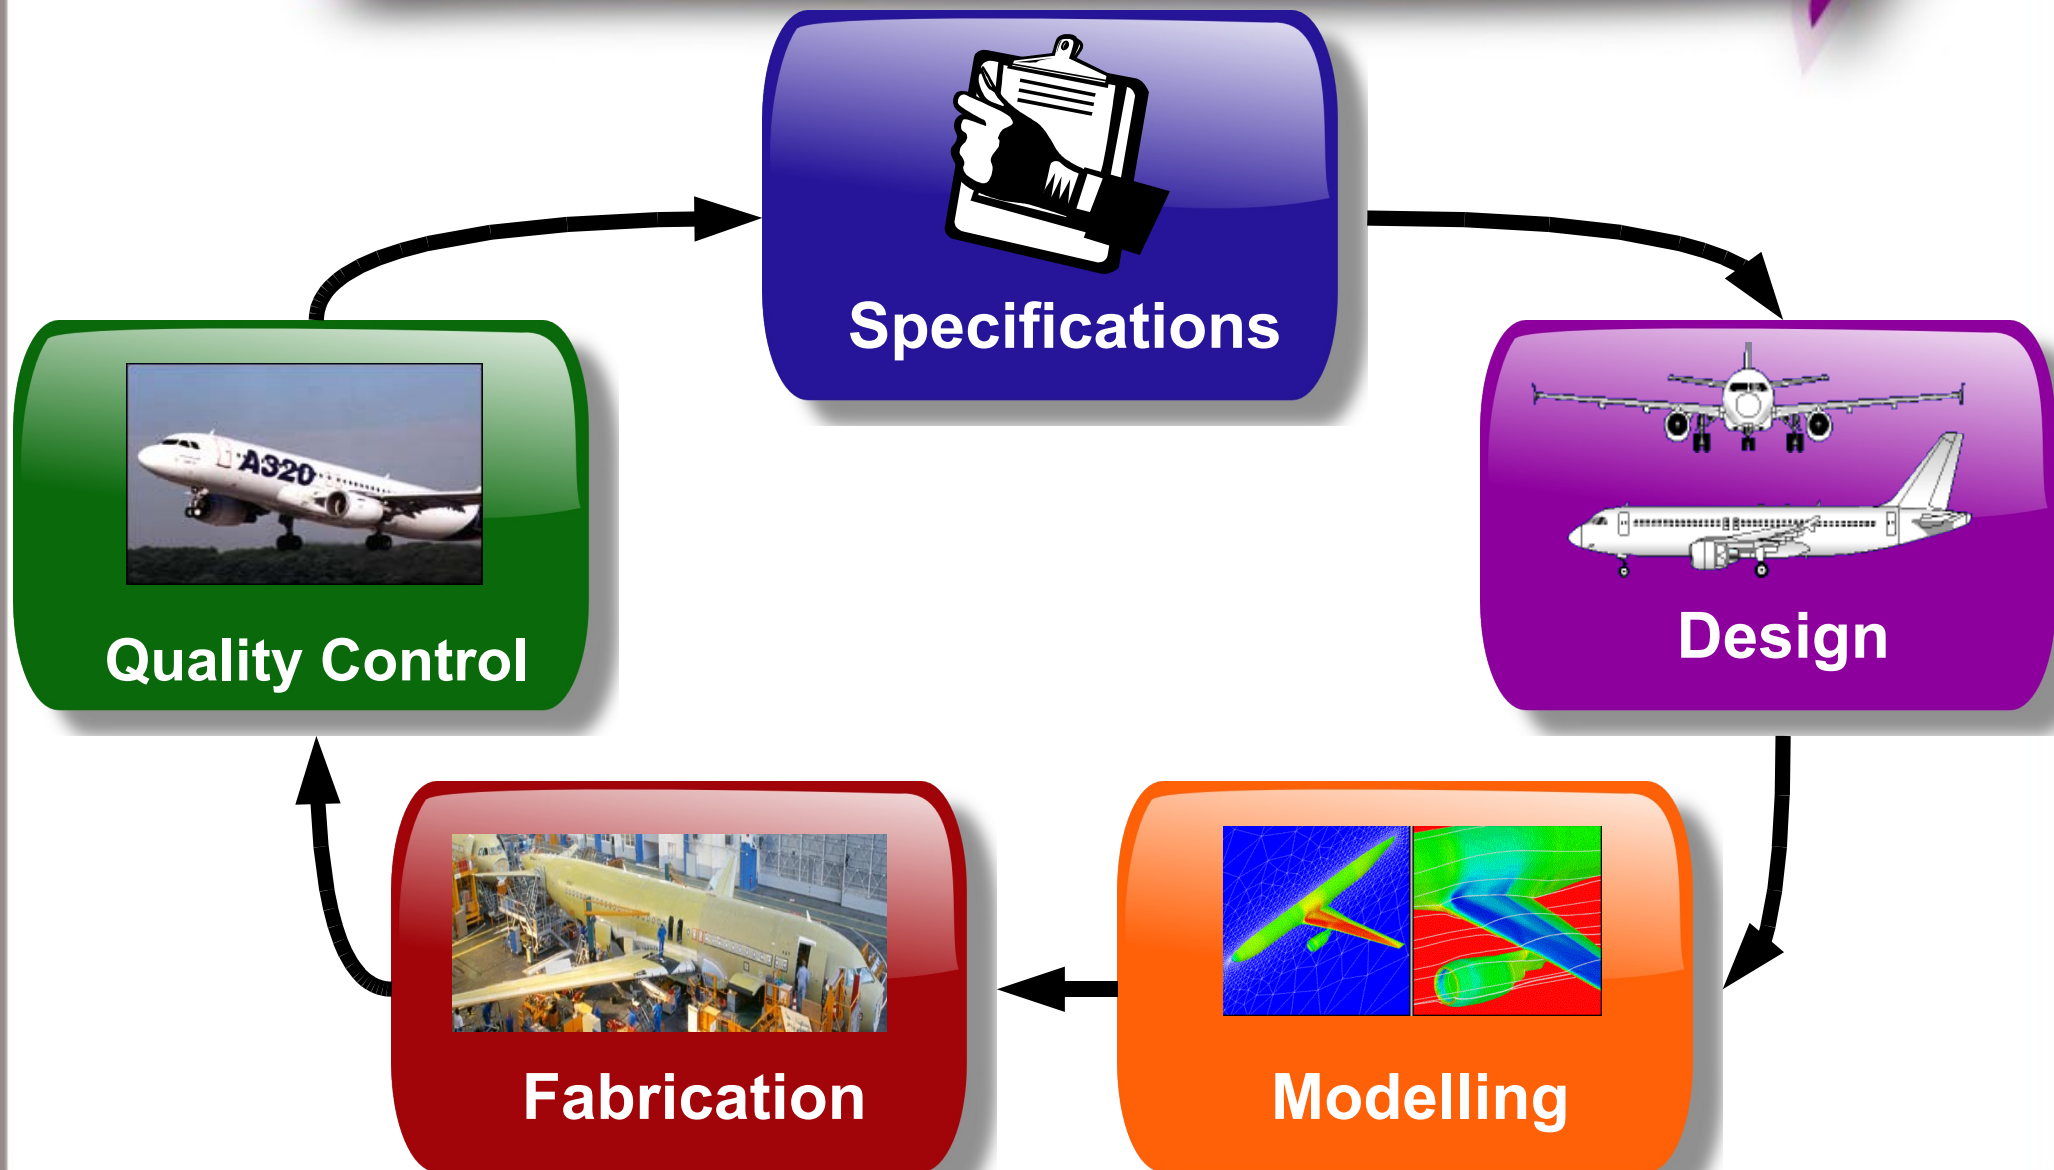 Specifications
Design
Modelling
Fabrication
Quality Control
A320